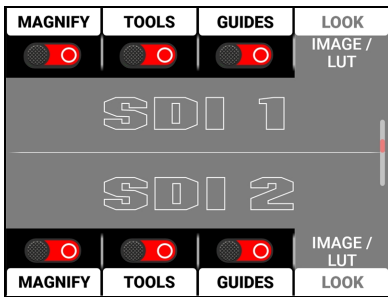 MAGNIFY TOOLS GUIDES LOOK
IMAGE /
LUT
SDI 1
SDI 2
IMAGE /
LUT
MAGNIFY TOOLS GUIDES LOOK